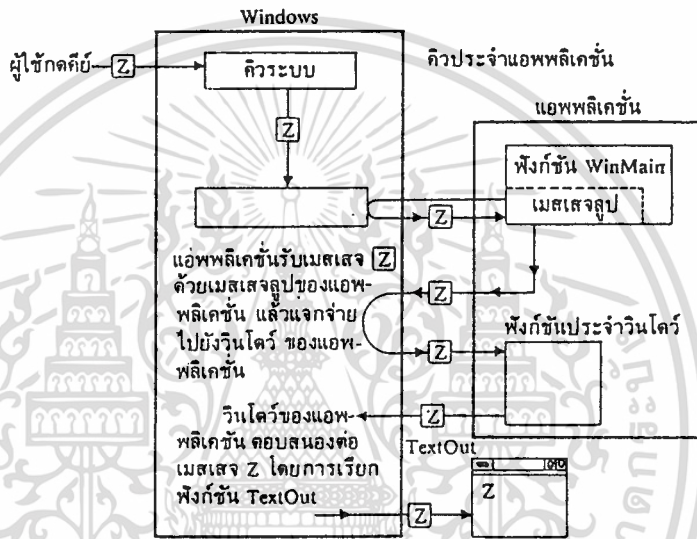 Windows
ผู้ใช้กดคีย์
Z
คิวระบบ
คิวประจำแอพพลิเคชั่น
Z
แอพพลิเคชั่น
ฟังก์ชัน WinMain
เมสเสจลูป
Z
แอ่พพลิเคชั่นรับเมสเสจ Z
ด้วยเมสเสจลูปของแอพ-
พลิเคชั่น แล้วแจกจ่าย
ไปยังวินโดว์ ของแอพ-
พลิเคชั่น
Z
Z
ฟังก์ชันประจำวินโดว์
วินโดว์ของแอพ-
พลิเคชัน ตอบสนองต่อ
เมสเสจ Z โดยการเรียก
ฟังก์ชัน TextOut
Z
TextOut
Z
Z